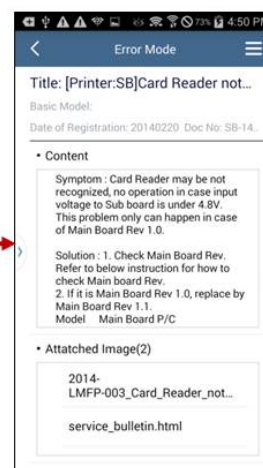 73% 4:50 PM
Error Mode
Title: [Printer:SB]Card Reader not...
Basic Model:
Date of Registration: 20140220 Doc No: SB-14..
• Content
Symptom : Card Reader may be not
recognized, no operation in case input
voltage to Sub board is under 4.8V.
This problem only can happen in case
of Main Board Rev 1.0.
Solution : 1. Check Main Board Rev.
Refer to below instruction for how to
check Main board Rev.
2. If it is Main Board Rev 1.0, replace by
Main Board Rev 1.1.
Model Main Board P/C
• Attatched Image(2)
2014-
LMFP-003_Card_Reader_not...
service_bulletin.html